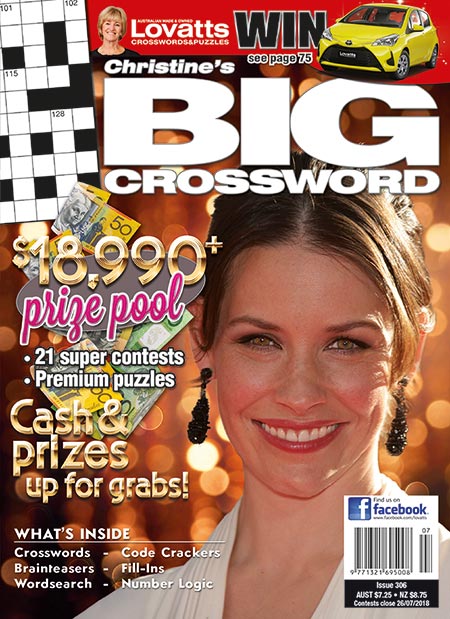 101
102
115
128
AUSTRALIAN MADE & OWNED
Lovatts
CROSSWORDS&PUZZLES
WIN
see page 75
Christine's
BIG
CROSSWORD
50
$18,990+
prize pool
• 21 super contests
• Premium puzzles
Cash &
prizes
up for grabs!
WHAT'S INSIDE
Crosswords - Code Crackers
Brainteasers - Fill-Ins
Wordsearch - Number Logic
Find us on
facebook.
www.facebook.com/lovatts
07
9 771321 695008
Issue 306
AUST $7.25 • NZ $8.75
Contests close 26/07/2018